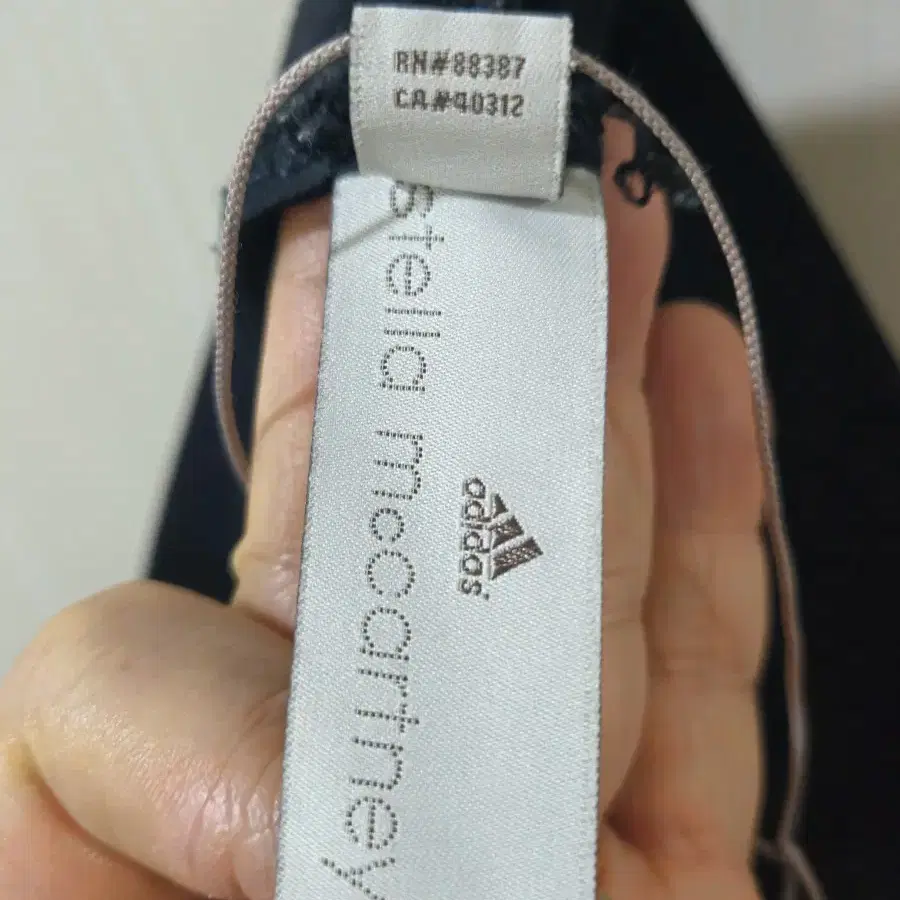 RN#88387
CA#40312
stella mccartney
adidas